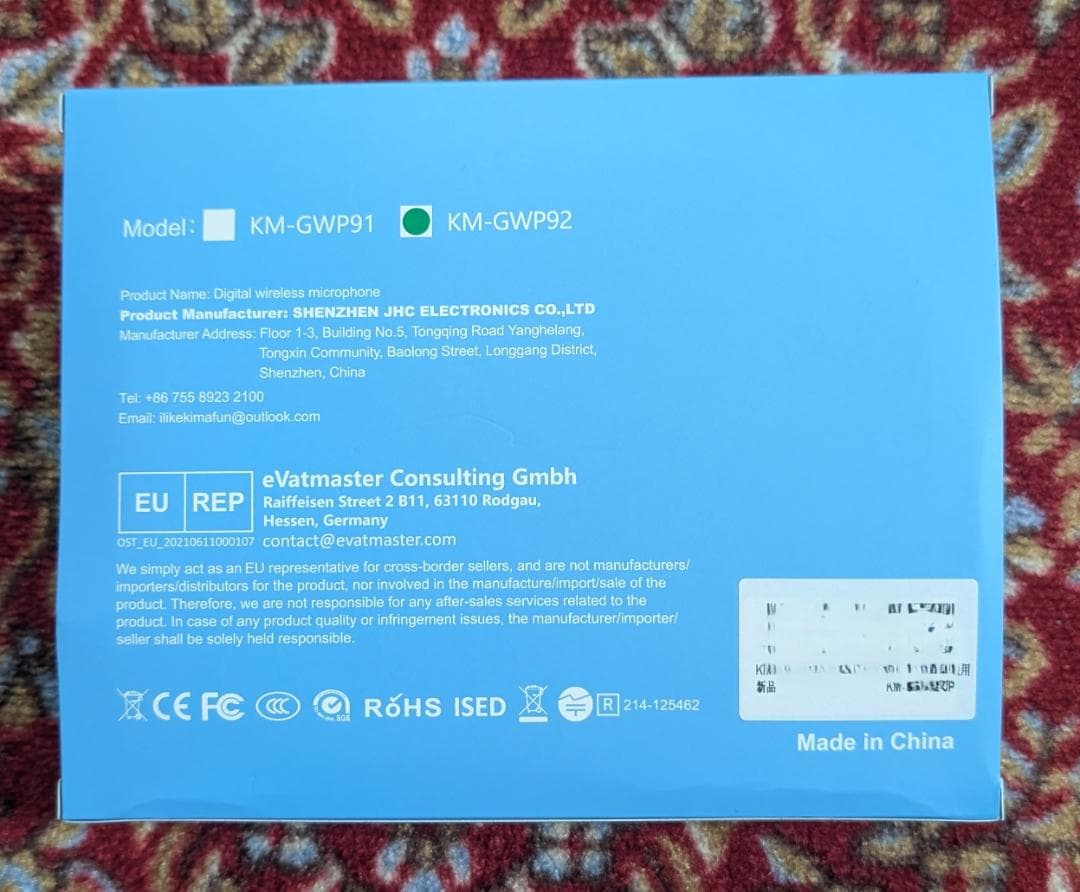 Model: KM-GWP91 KM-GWP92
Product Name: Digital wireless microphone
Product Manufacturer: SHENZHEN JHC ELECTRONICS CO.,LTD
Manufacturer Address: Floor 1-3, Building No.5, Tongqing Road Yanghelang,
Tongxin Community, Baolong Street, Longgang District,
Shenzhen, China
Tel: +86 755 8923 2100
Email: ilikekimafun@outlook.com
EU REP
eVatmaster Consulting Gmbh
Raiffeisen Street 2 B11, 63110 Rodgau,
Hessen, Germany
OST_EU_20210611000107 contact@evatmaster.com
We simply act as an EU representative for cross-border sellers, and are not manufacturers/
importers/distributors for the product, nor involved in the manufacture/import/sale of the
product. Therefore, we are not responsible for any after-sales services related to the
product. In case of any product quality or infringement issues, the manufacturer/importer/
seller shall be solely held responsible.
CE FC CCC SGS RoHS ISED R 214-125462
新品
Made in China